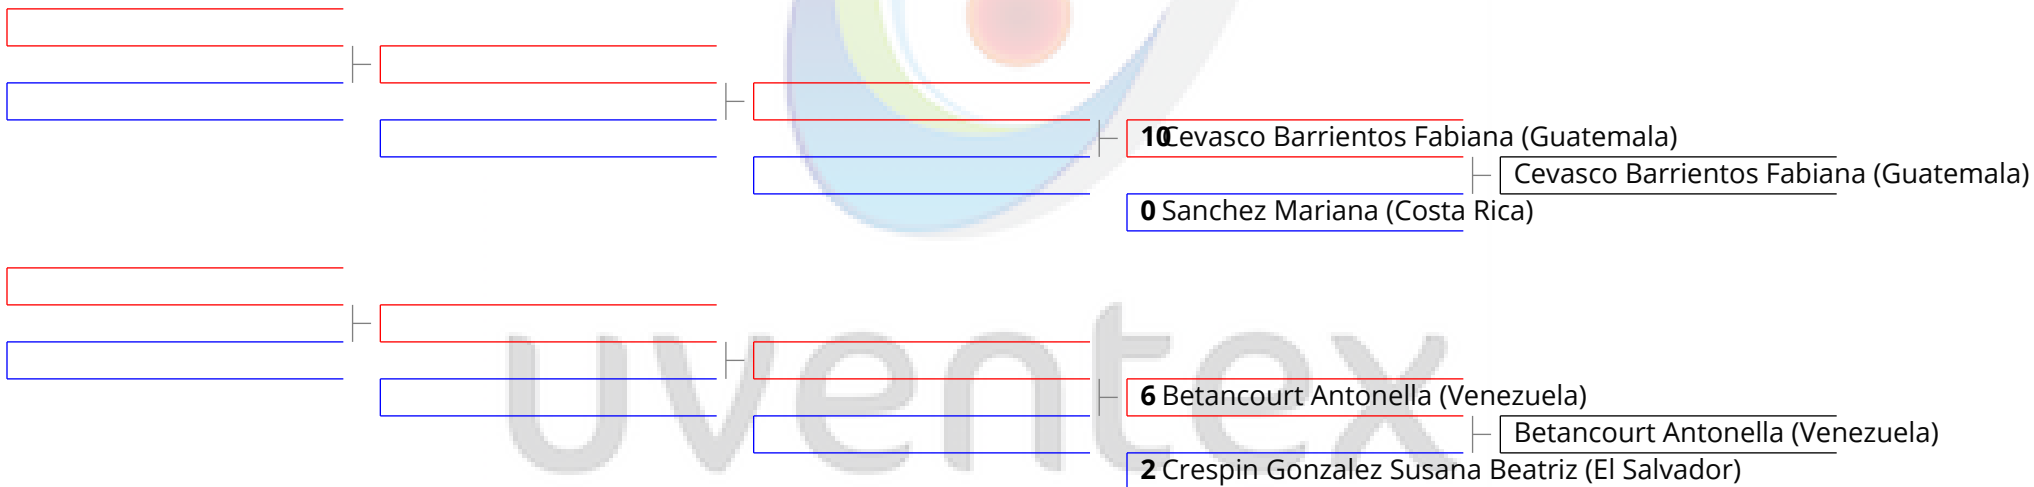 10 Cevasco Barrientos Fabiana (Guatemala)
Cevasco Barrientos Fabiana (Guatemala)
0 Sanchez Mariana (Costa Rica)
uventex
6 Betancourt Antonella (Venezuela)
Betancourt Antonella (Venezuela)
2 Crespin Gonzalez Susana Beatriz (El Salvador)